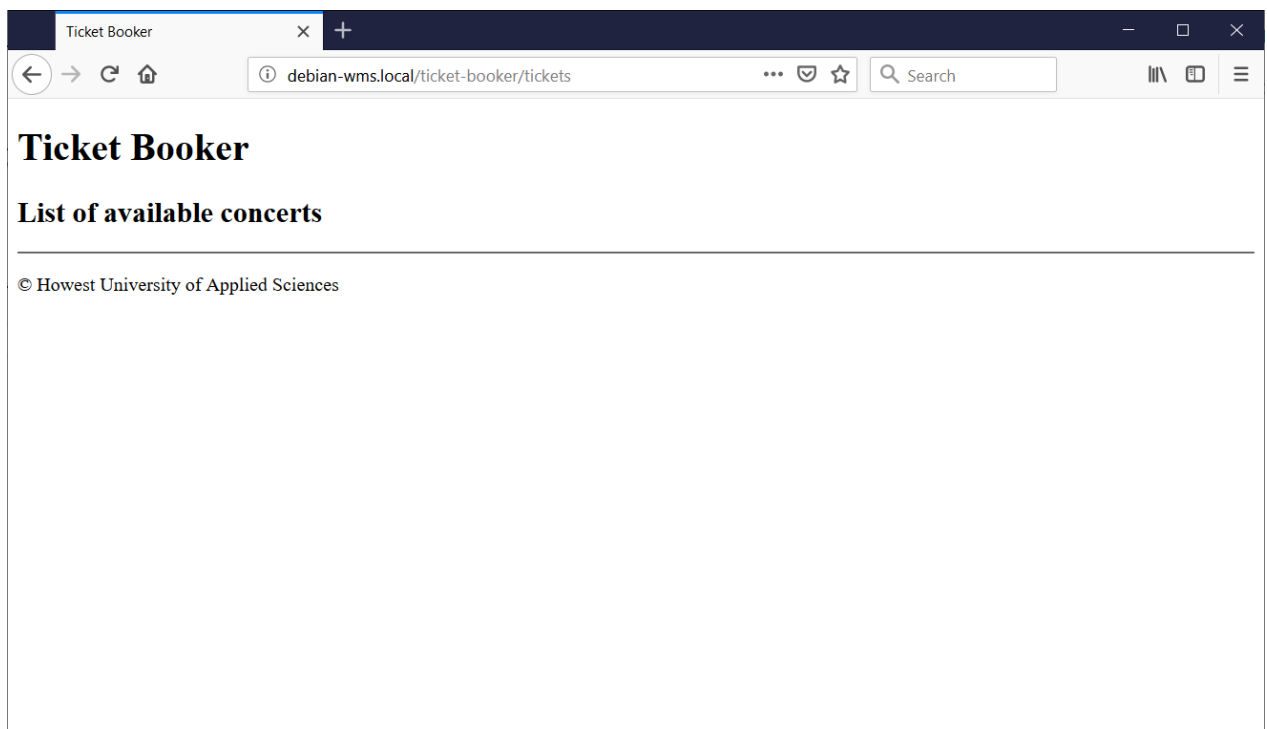 Ticket Booker
debian-wms.local/ticket-booker/tickets
Search
Ticket Booker
List of available concerts
© Howest University of Applied Sciences